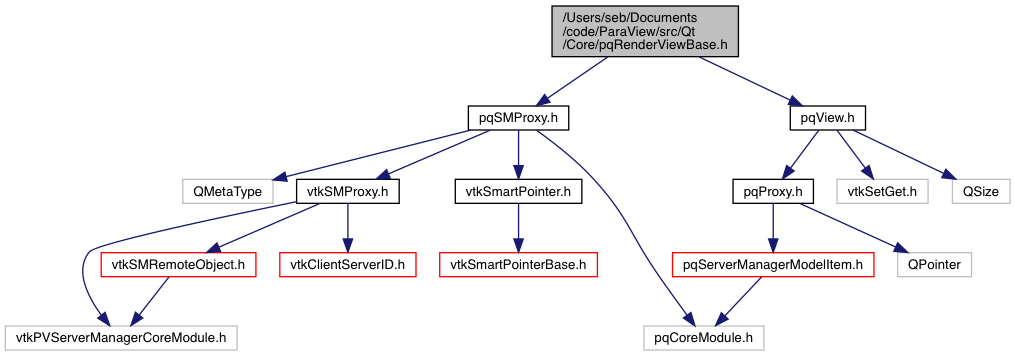 /Users/seb/Documents
/code/ParaView/src/Qt
/Core/pqRenderViewBase.h
pqSMProxy.h
pqView.h
QMetaType
vtkSMProxy.h
vtkSmartPointer.h
pqProxy.h
vtkSetGet.h
QSize
vtkSMRemoteObject.h
vtkClientServerID.h
vtkSmartPointerBase.h
pqServerManagerModelItem.h
QPointer
vtkPVServerManagerCoreModule.h
pqCoreModule.h